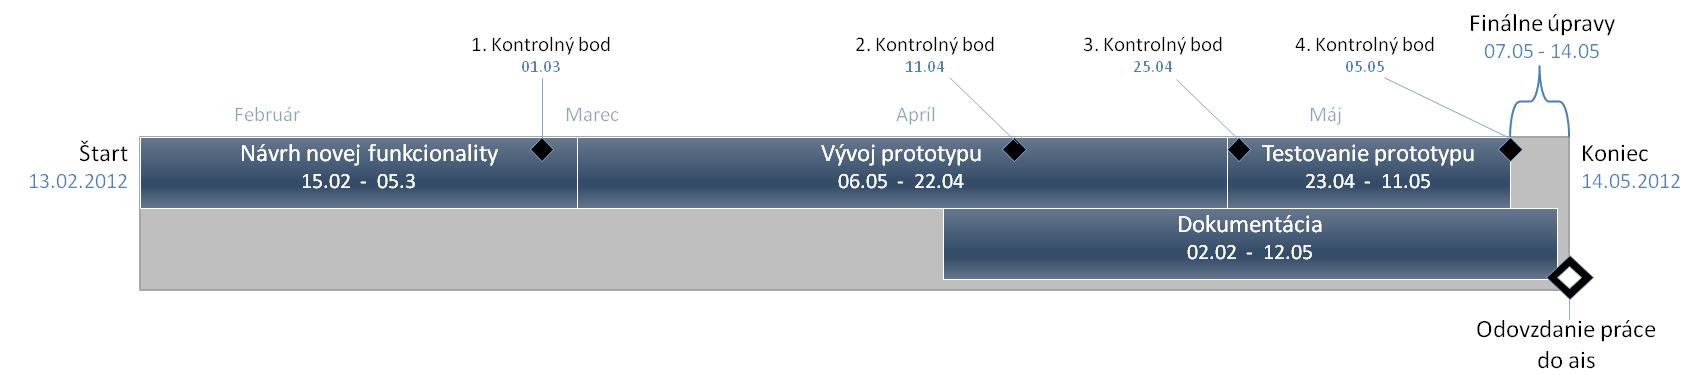 Finálne úpravy
07.05 - 14.05
1. Kontrolný bod
01.03
2. Kontrolný bod
11.04
3. Kontrolný bod
25.04
4. Kontrolný bod
05.05
Február
Marec
Apríl
Máj
Štart
13.02.2012
Návrh novej funkcionality
15.02 - 05.3
Vývoj prototypu
06.05 - 22.04
Testovanie prototypu
23.04 - 11.05
Koniec
14.05.2012
Dokumentácia
02.02 - 12.05
Odovzdanie práce
do ais